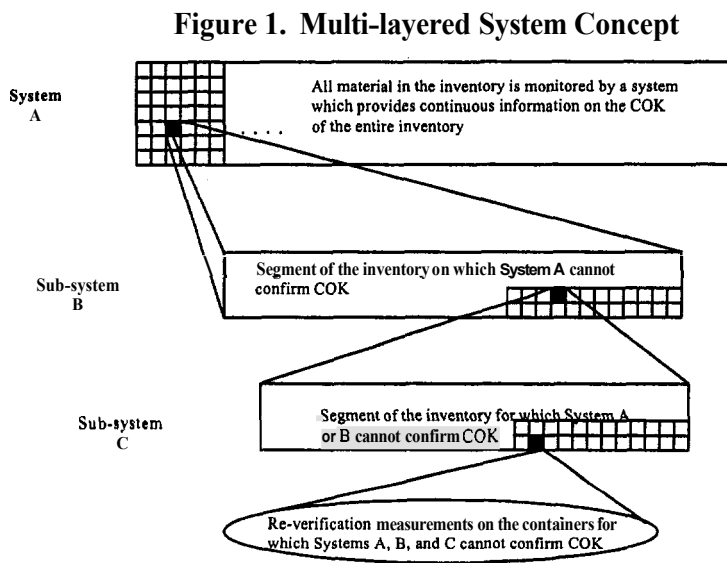 Figure 1. Multi-layered System Concept
System
A
All material in the inventory is monitored by a system
which provides continuous information on the COK
of the entire inventory
. . . .
Sub-system
B
Segment of the inventory on which System A cannot
confirm COK
Sub-system
C
Segment of the inventory for which System A
or B cannot confirm COK
Re-verification measurements on the containers for
which Systems A, B, and C cannot confirm COK